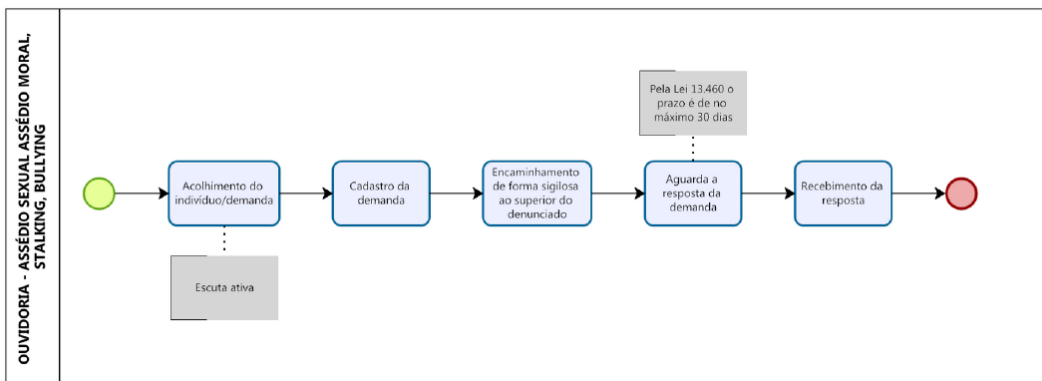 OUVIDORIA - ASSÉDIO SEXUAL ASSÉDIO MORAL,
STALKING, BULLYING
Pela Lei 13.460 o
prazo é de no
máximo 30 dias
Acolhimento do
indivíduo/demanda
Cadastro da
demanda
Encaminhamento
de forma sigilosa
ao superior do
denunciado
Aguarda a
resposta da
demanda
Recebimento da
resposta
Escuta ativa